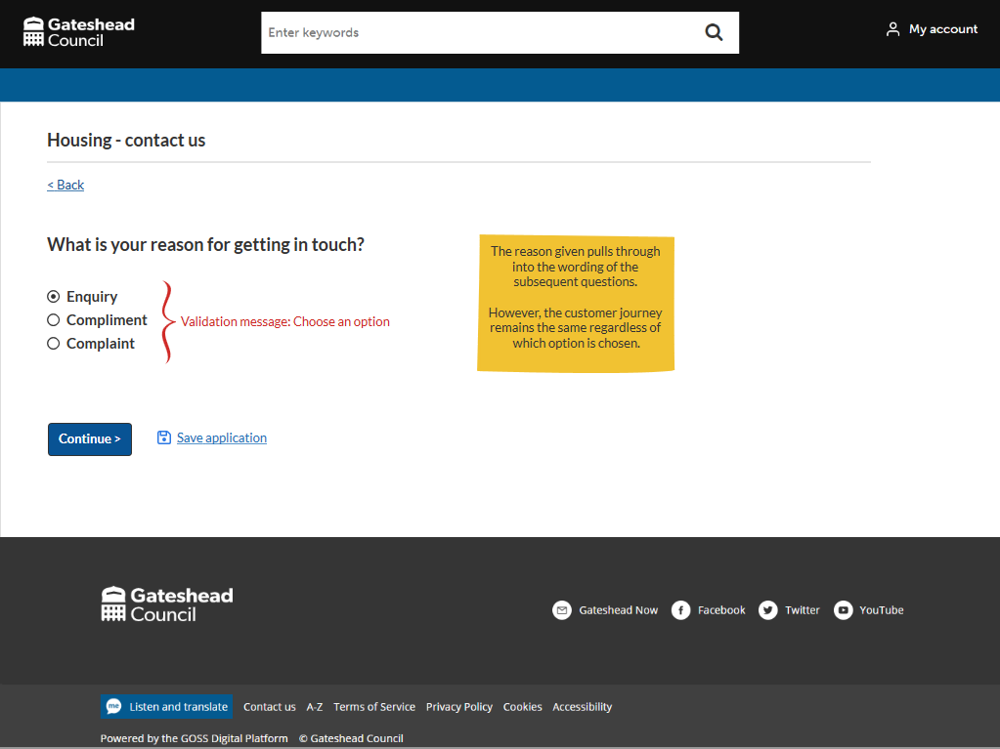 Gateshead
Council
Enter keywords
My account
Housing - contact us
< Back
What is your reason for getting in touch?
Enquiry
Compliment
Complaint
Validation message: Choose an option
The reason given pulls through
into the wording of the
subsequent questions.
However, the customer journey
remains the same regardless of
which option is chosen.
Continue >
Save application
Gateshead
Council
Gateshead Now
Facebook
Twitter
YouTube
me
Listen and translate
Contact us
A-Z
Terms of Service
Privacy Policy
Cookies
Accessibility
Powered by the GOSS Digital Platform
© Gateshead Council